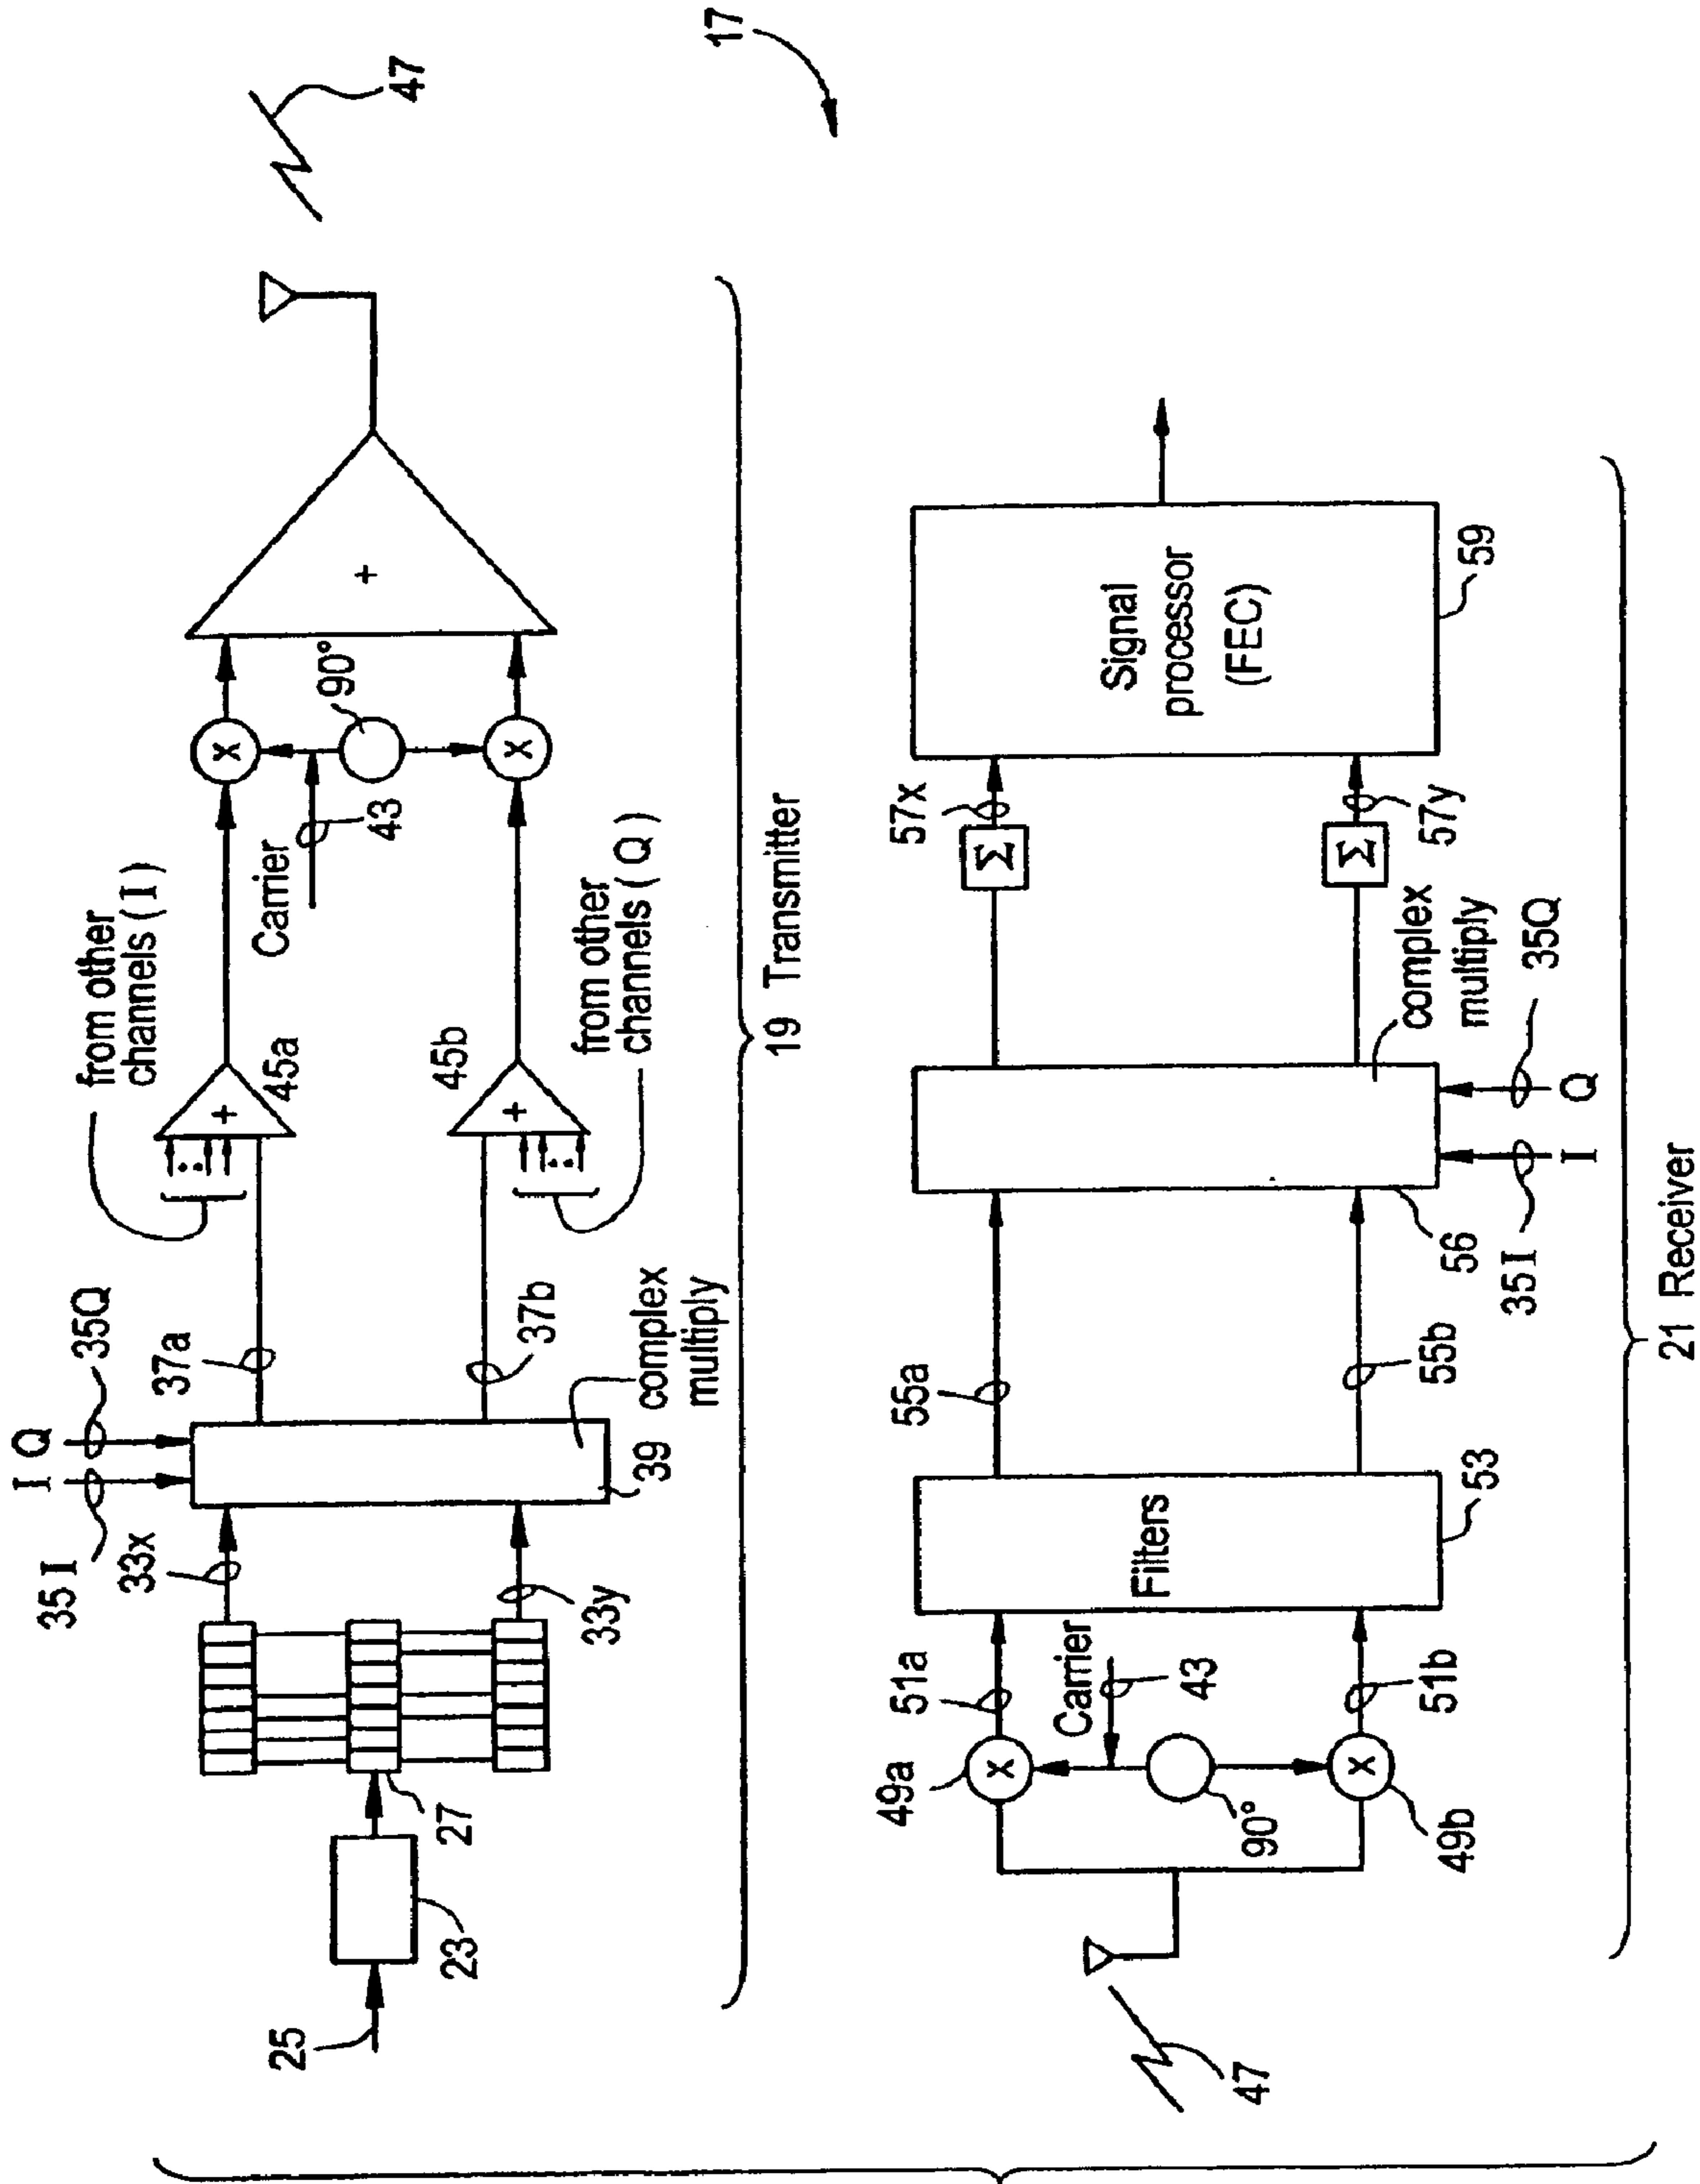 17
47
from other
channels (I)
45a
Carrier
43
90°
+
x
x
+
+
45b
from other
channels (Q)
I
Q
35I
35Q
33x
37a
37b
33y
39
complex
multiply
25
23
27
19 Transmitter
47
49a
49b
90°
x
x
Carrier
43
51a
51b
Filters
53
55a
55b
56
complex
multiply
35I
35Q
I
Q
Σ
Σ
57x
57y
Signal
processor
(FEC)
59
21 Receiver